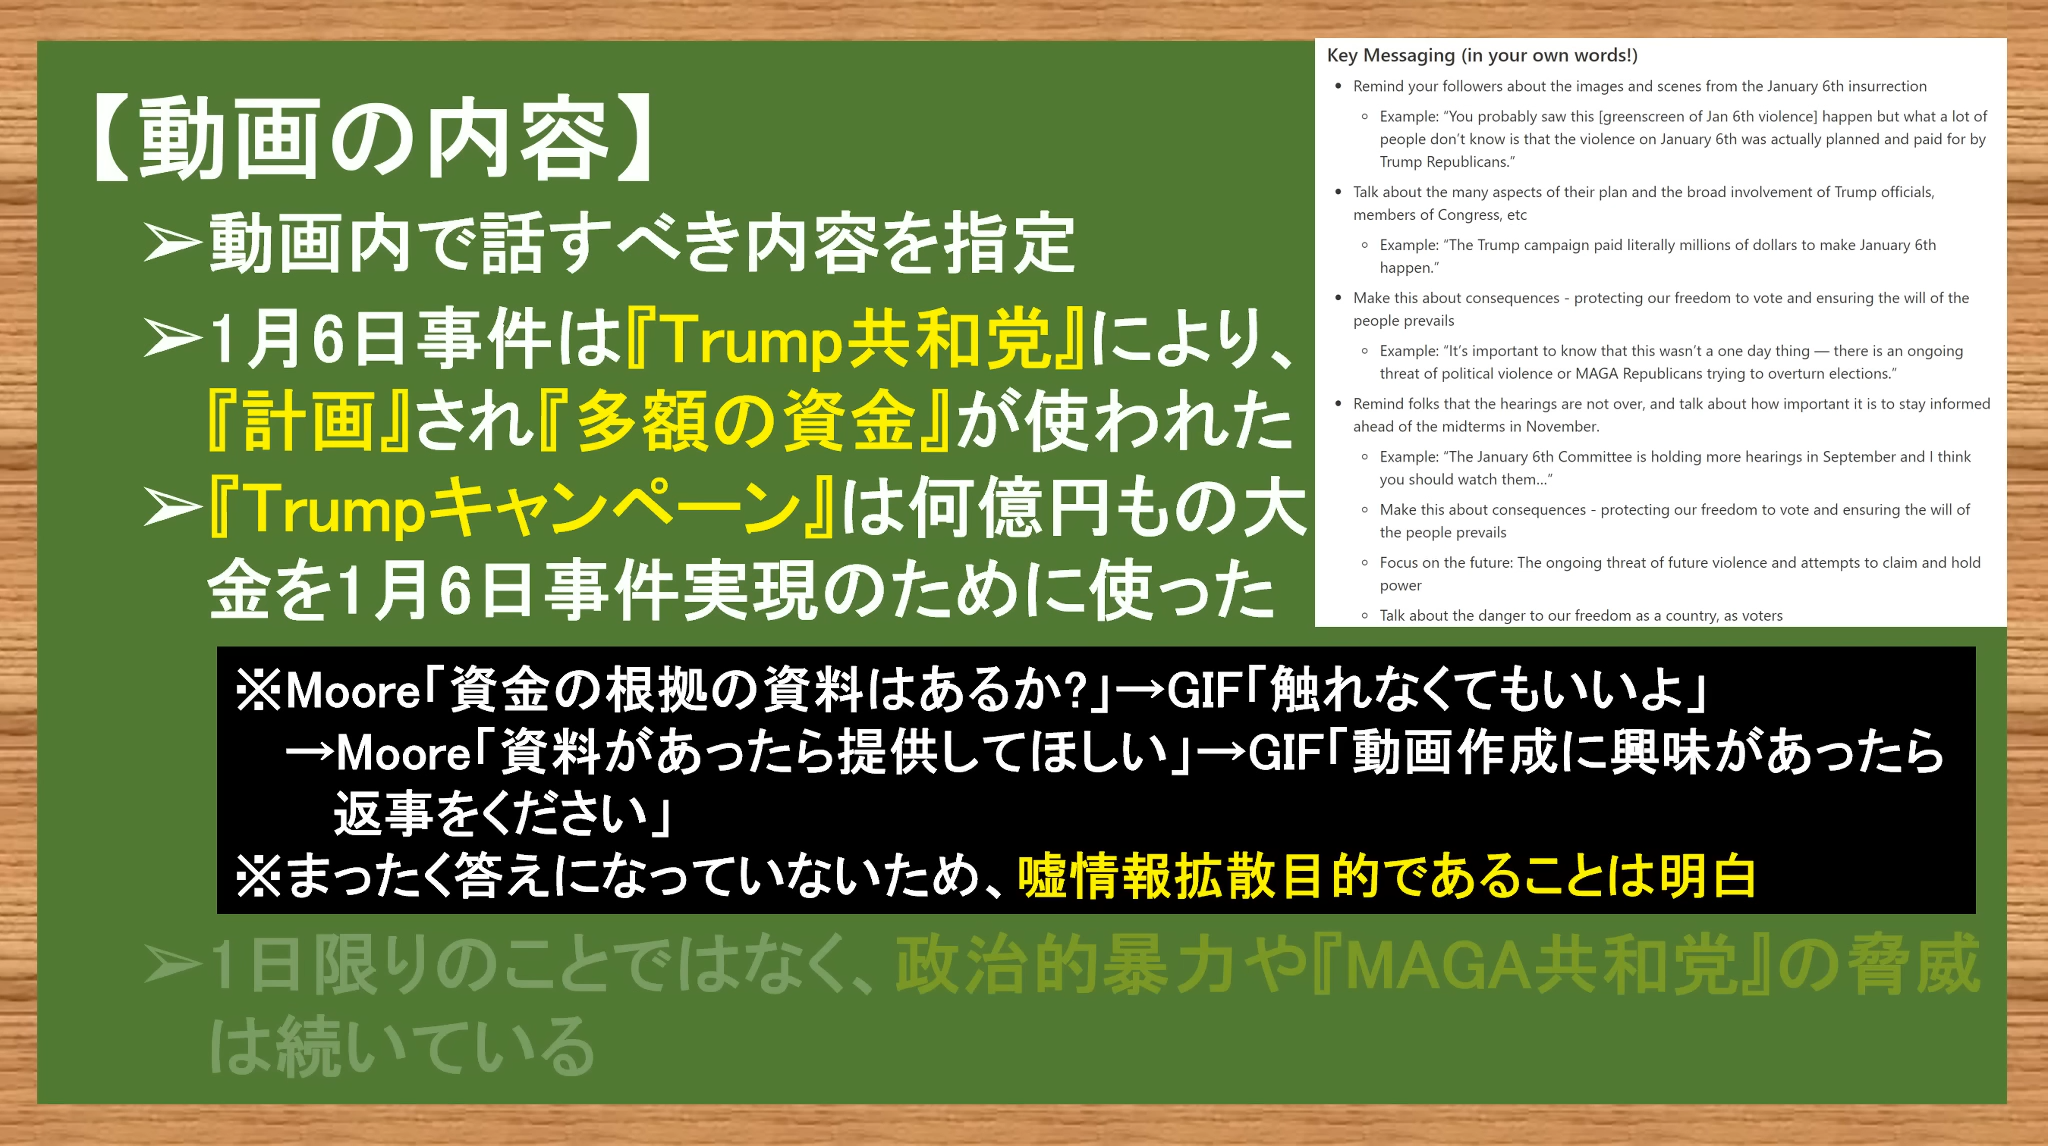 【動画の内容】
➢動画内で話すべき内容を指定
➢1月6日事件は『Trump共和党』により、
『計画』され『多額の資金』が使われた
➢『Trumpキャンペーン』は何億円もの大
金を1月6日事件実現のために使った
※Moore「資金の根拠の資料はあるか?」→GIF「触れなくてもいいよ」
→Moore「資料があったら提供してほしい」→GIF「動画作成に興味があったら
返事をください」
※まったく答えになっていないため、嘘情報拡散目的であることは明白
➢1日限りのことではなく、政治的暴力や『MAGA共和党』の脅威
は続いている
Key Messaging (in your own words!)
• Remind your followers about the images and scenes from the January 6th insurrection
◦ Example: “You probably saw this [greenscreen of Jan 6th violence] happen but what a lot of
people don’t know is that the violence on January 6th was actually planned and paid for by
Trump Republicans.”
• Talk about the many aspects of their plan and the broad involvement of Trump officials,
members of Congress, etc
◦ Example: “The Trump campaign paid literally millions of dollars to make January 6th
happen.”
• Make this about consequences - protecting our freedom to vote and ensuring the will of the
people prevails
◦ Example: “It’s important to know that this wasn’t a one day thing — there is an ongoing
threat of political violence or MAGA Republicans trying to overturn elections.”
• Remind folks that the hearings are not over, and talk about how important it is to stay informed
ahead of the midterms in November.
◦ Example: “The January 6th Committee is holding more hearings in September and I think
you should watch them...“
◦ Make this about consequences - protecting our freedom to vote and ensuring the will of
the people prevails
◦ Focus on the future: The ongoing threat of future violence and attempts to claim and hold
power
◦ Talk about the danger to our freedom as a country, as voters